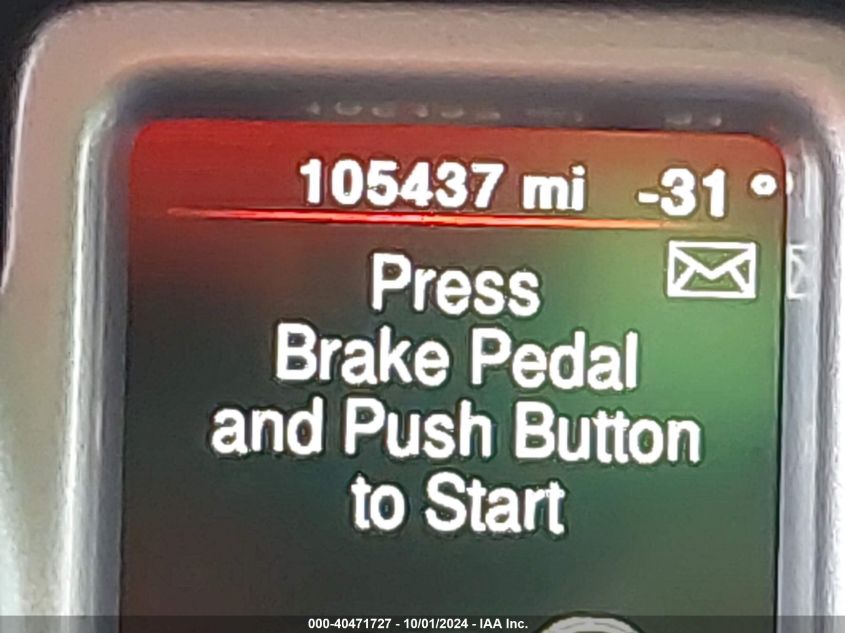 105437 mi -31 °
Press
Brake Pedal
and Push Button
to Start
000-40471727 - 10/01/2024 - IAA Inc.